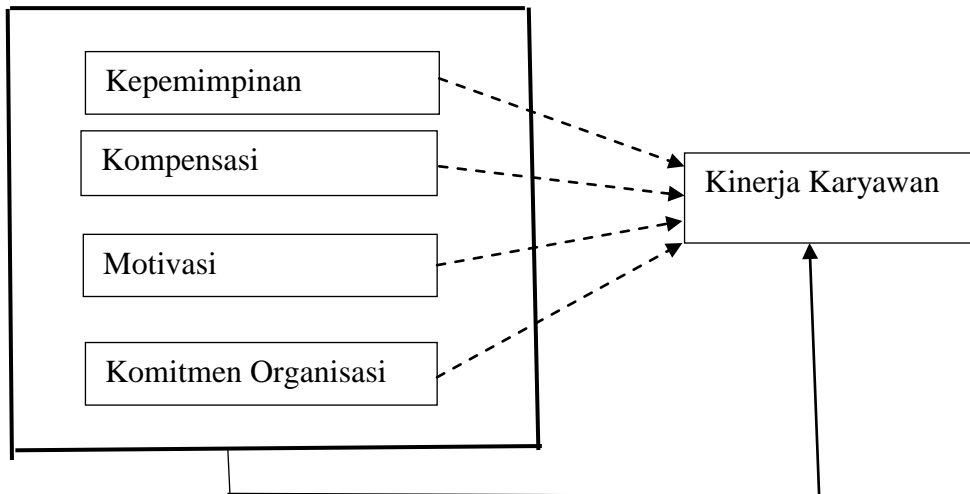 Kepemimpinan
Kompensasi
Kinerja Karyawan
Motivasi
Komitmen Organisasi